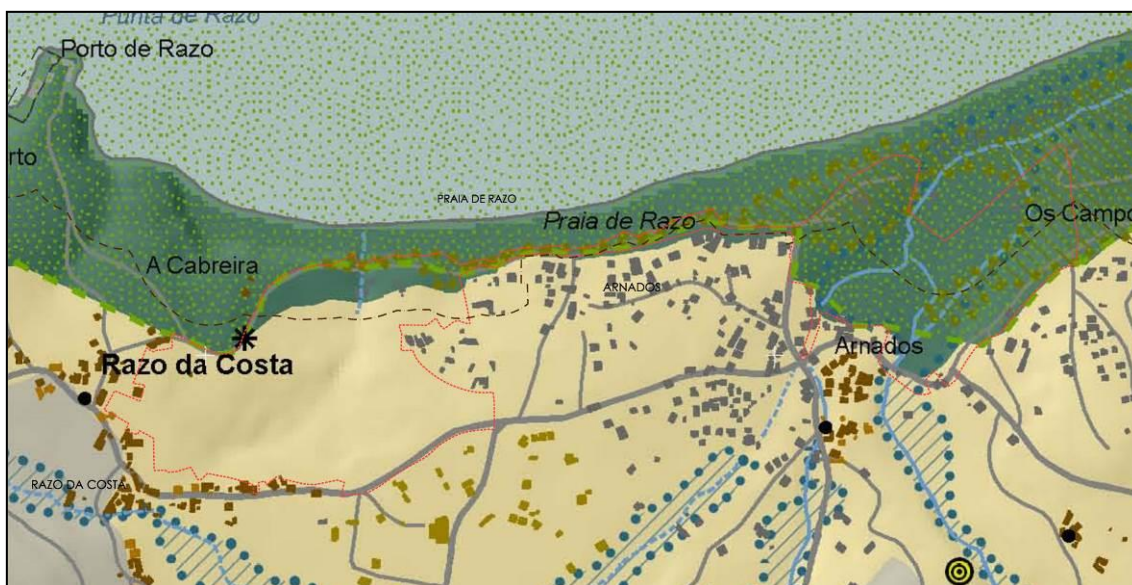 Punta de Razo
Porto de Razo
rto
PRAIA DE RAZO
Praia de Razo
Os Campo
A Cabreira
ARNADOS
Arnados
Razo da Costa
RAZO DA COSTA